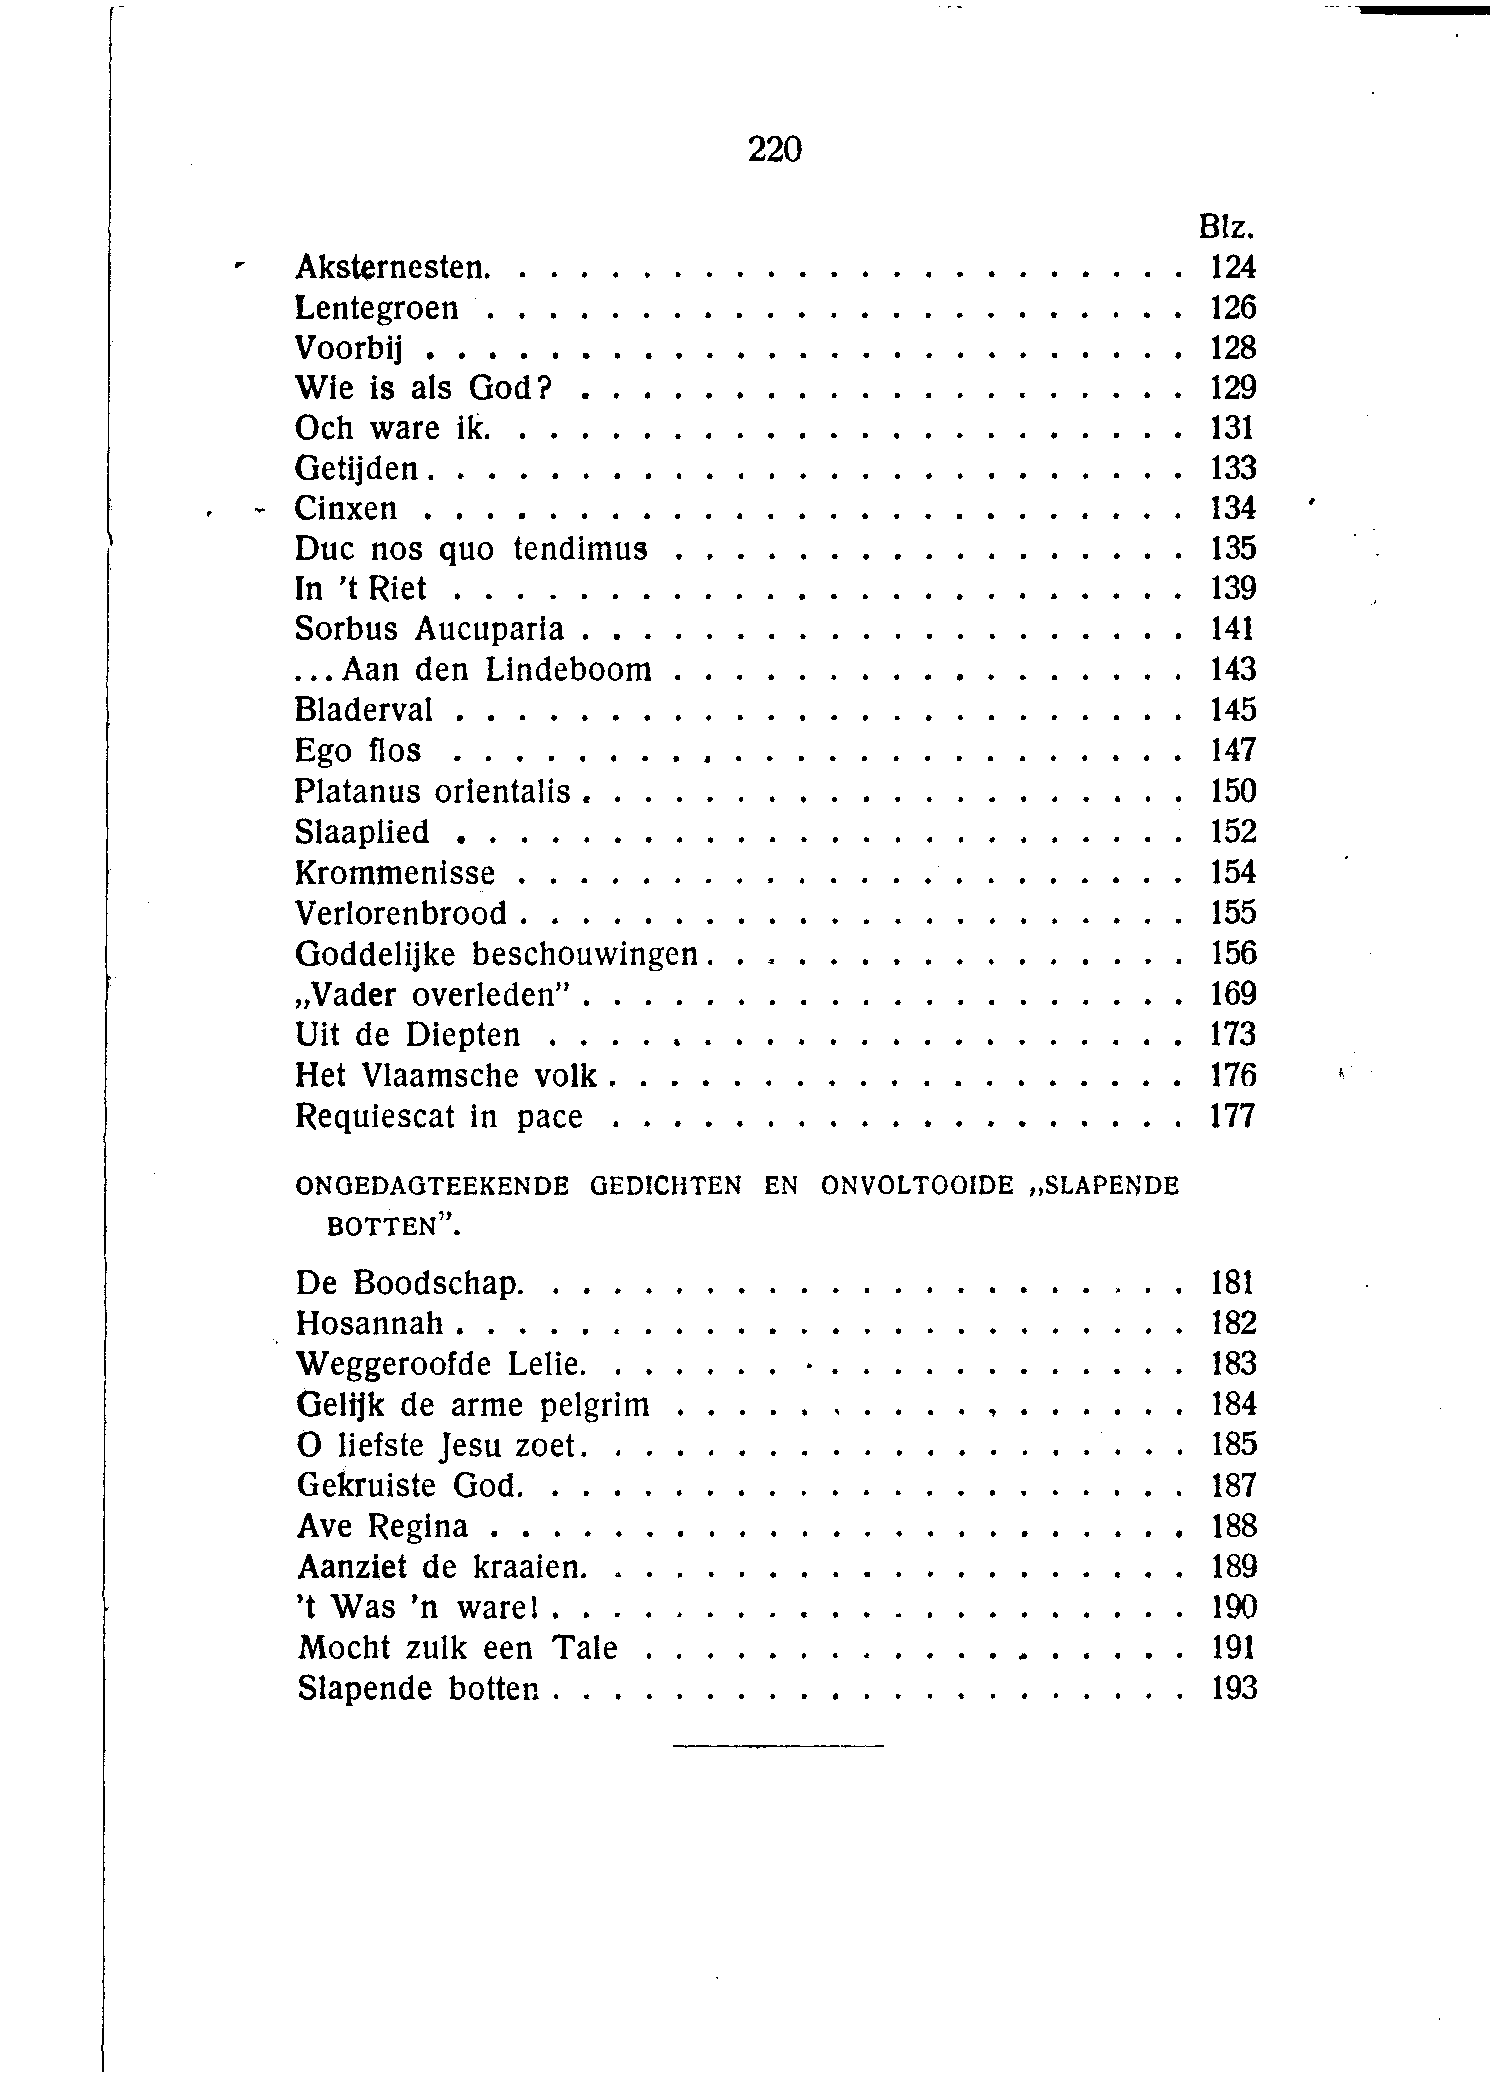 220
Blz.
Aksternesten. . . . . . . . . . . . . . . . . . . . . . . 124
Lentegroen . . . . . . . . . . . . . . . . . . . . . . . 126
Voorbij . . . . . . . . . . . . . . . . . . . . . . . . . 128
Wie is als God? . . . . . . . . . . . . . . . . . . . . 129
Och ware ik. . . . . . . . . . . . . . . . . . . . . . . 131
Getijden . . . . . . . . . . . . . . . . . . . . . . . . . 133
Cinxen . . . . . . . . . . . . . . . . . . . . . . . . . 134
Duc nos quo tendimus . . . . . . . . . . . . . . . . . 135
In 't Riet . . . . . . . . . . . . . . . . . . . . . . . . 139
Sorbus Aucuparia . . . . . . . . . . . . . . . . . . . . 141
... Aan den Lindeboom . . . . . . . . . . . . . . . . . 143
Bladerval . . . . . . . . . . . . . . . . . . . . . . . . 145
Ego flos . . . . . . . . . . . . . . . . . . . . . . . . 147
Platanus orientalis . . . . . . . . . . . . . . . . . . . . 150
Slaaplied . . . . . . . . . . . . . . . . . . . . . . . . 152
Krommenisse . . . . . . . . . . . . . . . . . . . . . . 154
Verlorenbrood . . . . . . . . . . . . . . . . . . . . . . 155
Goddelijke beschouwingen . . . . . . . . . . . . . . . . 156
„Vader overleden” . . . . . . . . . . . . . . . . . . . . 169
Uit de Diepten . . . . . . . . . . . . . . . . . . . . . 173
Het Vlaamsche volk . . . . . . . . . . . . . . . . . . . 176
Requiescat in pace . . . . . . . . . . . . . . . . . . . 177
ONGEDAGTEEKENDE GEDICHTEN EN ONVOLTOOIDE „SLAPENDE
BOTTEN”.
De Boodschap. . . . . . . . . . . . . . . . . . . . . . 181
Hosannah . . . . . . . . . . . . . . . . . . . . . . . . 182
Weggeroofde Lelie. . . . . . . . . . . . . . . . . . . . 183
Gelijk de arme pelgrim . . . . . . . . . . . . . . . . . 184
O liefste Jesu zoet. . . . . . . . . . . . . . . . . . . . 185
Gekruiste God. . . . . . . . . . . . . . . . . . . . . . 187
Ave Regina . . . . . . . . . . . . . . . . . . . . . . . 188
Aanziet de kraaien. . . . . . . . . . . . . . . . . . . . 189
't Was 'n warel . . . . . . . . . . . . . . . . . . . . . 190
Mocht zulk een Tale . . . . . . . . . . . . . . . . . . 191
Slapende botten . . . . . . . . . . . . . . . . . . . . . 193